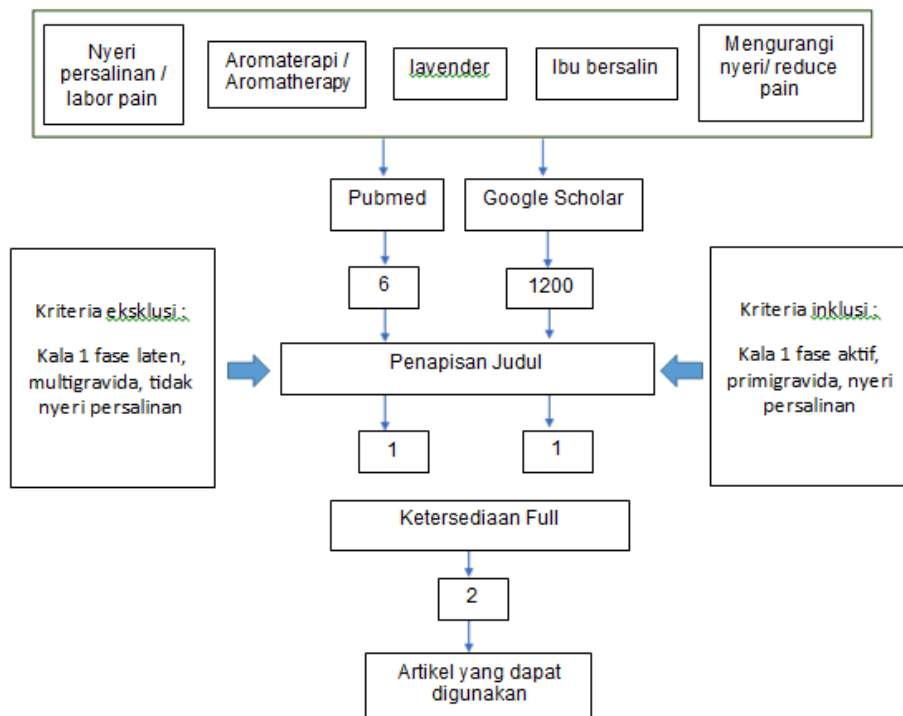 Nyeri
persalinan /
labor pain
Aromaterapi /
Aromatherapy
lavender
Ibu bersalin
Mengurangi
nyeri/ reduce
pain
Pubmed
Google Scholar
6
1200
Kriteria eksklusi :
Kala 1 fase laten,
multigravida, tidak
nyeri persalinan
Penapisan Judul
Kriteria inklusi :
Kala 1 fase aktif,
primigravida, nyeri
persalinan
1
1
Ketersediaan Full
2
Artikel yang dapat
digunakan